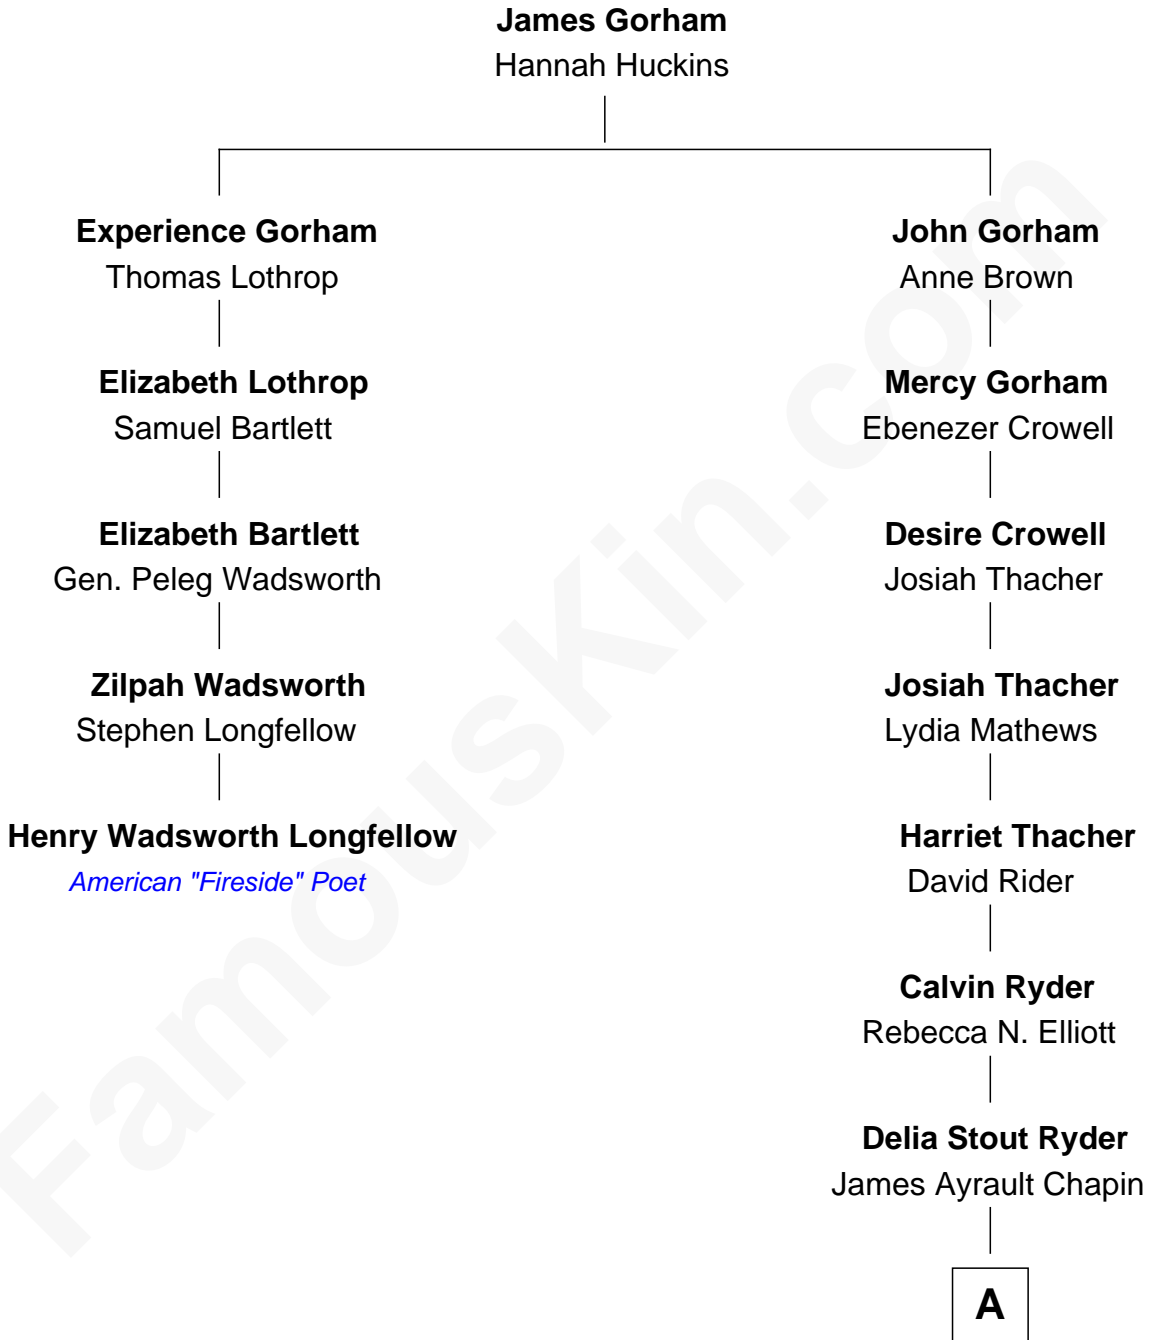 James Gorham
Hannah Huckins
Experience Gorham
Thomas Lothrop
John Gorham
Anne Brown
Elizabeth Lothrop
Samuel Bartlett
Mercy Gorham
Ebenezer Crowell
Elizabeth Bartlett
Gen. Peleg Wadsworth
Desire Crowell
Josiah Thacher
Zilpah Wadsworth
Stephen Longfellow
Josiah Thacher
Lydia Mathews
Henry Wadsworth Longfellow
American "Fireside" Poet
Harriet Thacher
David Rider
Calvin Ryder
Rebecca N. Elliott
Delia Stout Ryder
James Ayrault Chapin
A
FamousKin.com